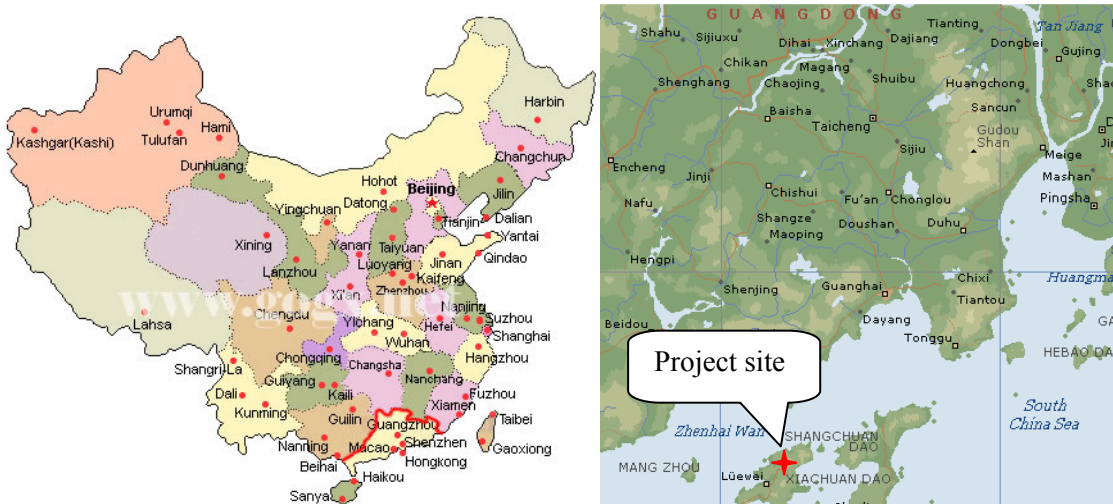 Harbin
Urumqi
Kashgar(Kashi)
Tulufan
Hami
Changchun
Dunhuang
Hohot
Beijing
Jilin
Datong
Yingchuan
Tianjin
Dalian
Xining
Yanan
Taiyuan
Yantai
Jinan
Qindao
Lanzhou
Luoyang
Kaifeng
Xi'an
Zhenzhou
Nanjing
Suzhou
Lahsa
Chengdu
Yichang
Hefei
Shanghai
Wuhan
Chongqing
Hangzhou
Shangri-La
Changsha
Nanchang
Dali
Guiyang
Kaili
Fuzhou
Kunming
Guilin
Xiamen
Taibei
Guangzhou
Nanning
Shenzhen
Macao
Gaoxiong
Beihai
Hongkong
Haikou
Sanya
GUANGDONG
Shahu
Sijiuxu
Dihai
Xinchang
Dajiang
Tianting
Tan Jiang
Dongbei
Gujing
Chikan
Magang
Shenghang
Chaojing
Shuibu
Huangchong
Sancun
Baisha
Taicheng
Gudou
Shan
Sijiu
Meige
Encheng
Jinji
Mashan
Chishui
Fu'an
Chonglou
Pingsha
Nafu
Shangze
Doushan
Duhu
Maoping
Hengpi
Chixi
Shenjing
Guanghai
Tiantou
Beidou
Dayang
Tonggu
HEBAO DA
Project site
South
China Sea
Zhenhai Wan
SHANGCHUAN
DAO
MANG ZHOU
Lüewei
XIACHUAN DAO